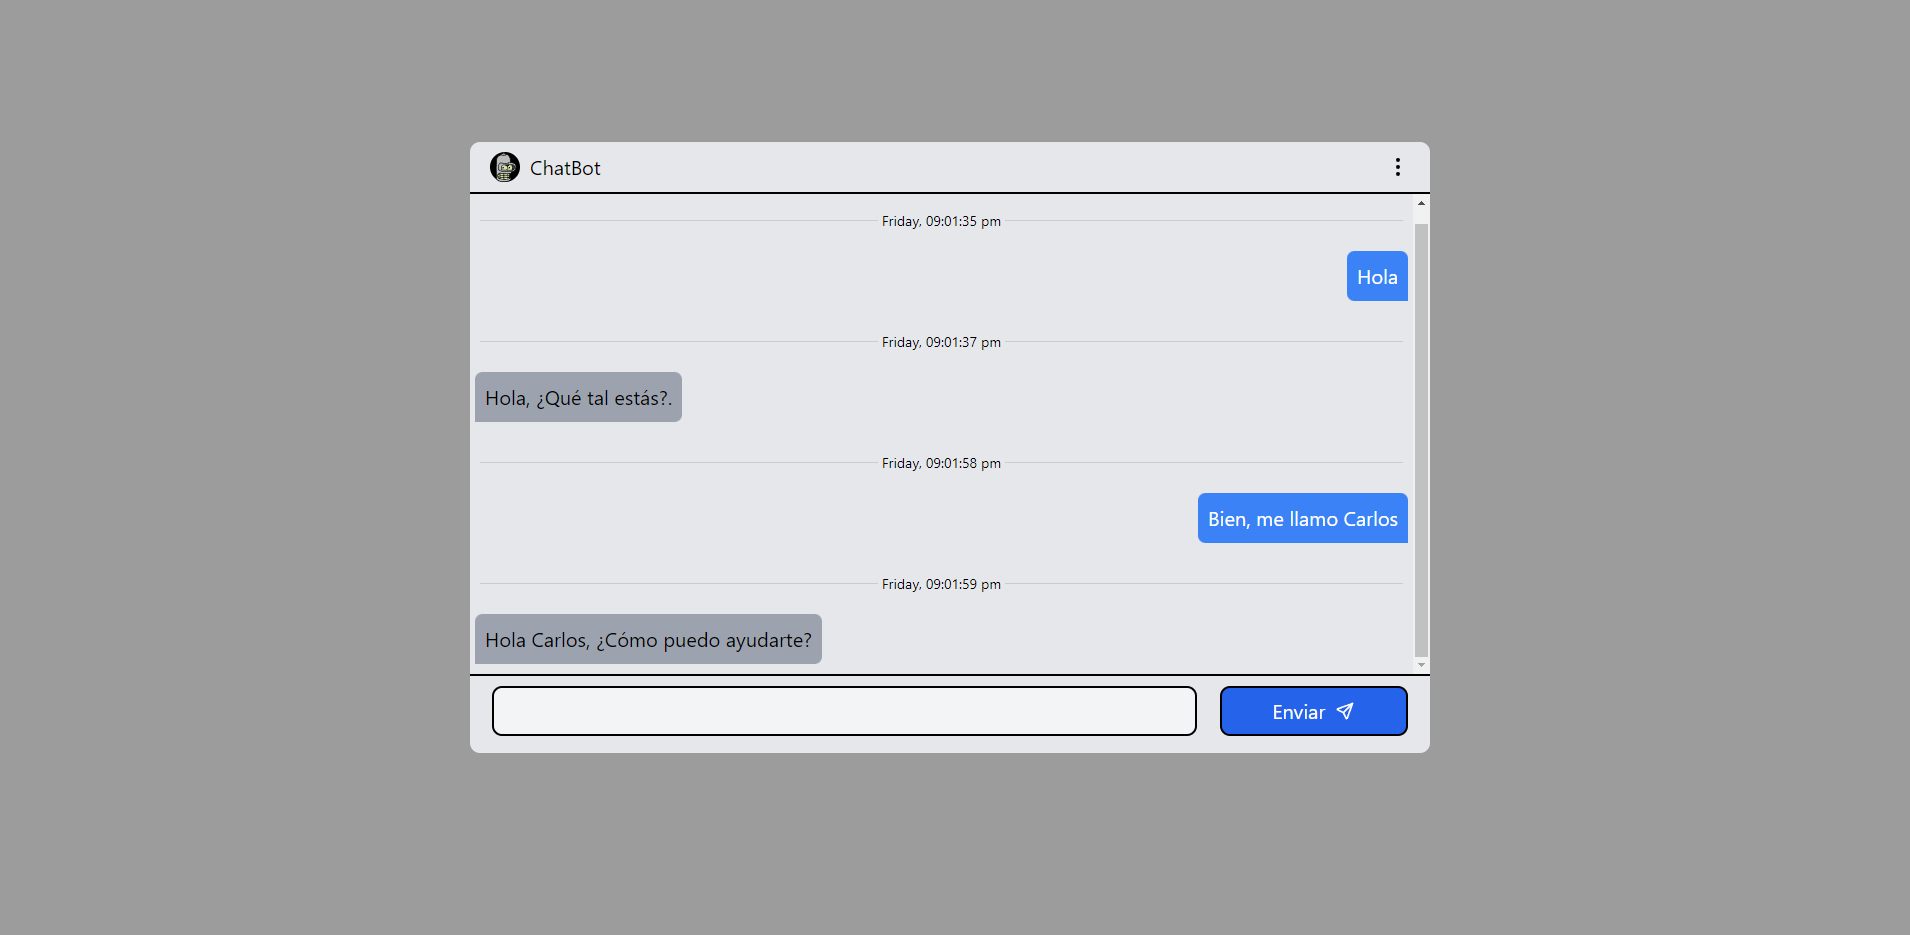 ChatBot
Friday, 09:01:35 pm
Hola
Friday, 09:01:37 pm
Hola, ¿Qué tal estás?.
Friday, 09:01:58 pm
Bien, me llamo Carlos
Friday, 09:01:59 pm
Hola Carlos, ¿Cómo puedo ayudarte?
Enviar